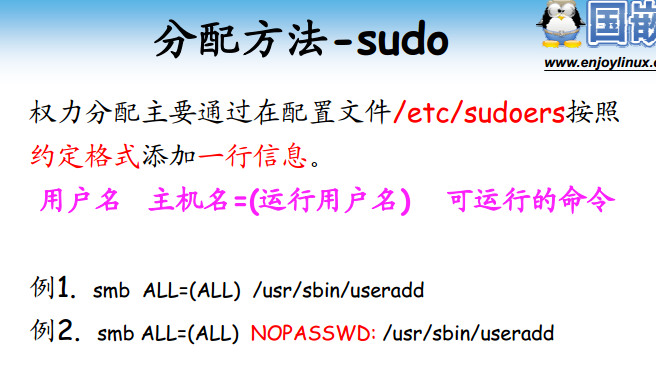 分配方法-sudo
国嵌
www.enjoylinux.c
权力分配主要通过在配置文件/etc/sudoers按照
约定格式添加一行信息。
用户名 主机名=(运行用户名) 可运行的命令
例1. smb ALL=(ALL) /usr/sbin/useradd
例2. smb ALL=(ALL) NOPASSWD: /usr/sbin/useradd